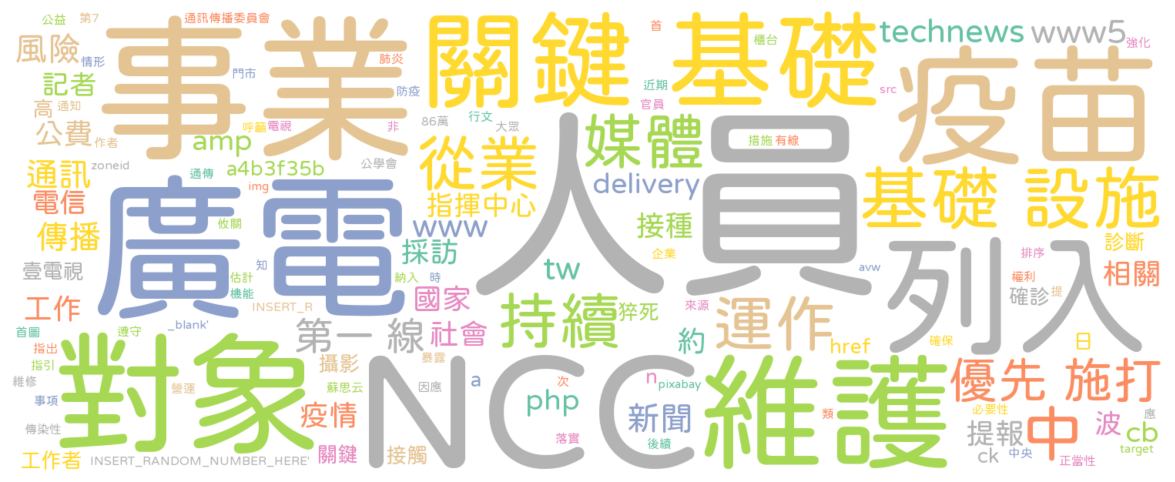 公益 第7 通訊傳播委員會 首 櫃台
事業 關鍵 基礎 technews www5
風險 情形 門市 肺炎 強化
記者 防疫 近期 src 疫苗
高 通知 呼籲 電視 非 86萬 行文 大眾 官員
公費 作者 amp 從業 媒體 措施 有線
zoneid a4b3f35b 公學會
通訊 通傳 img delivery 基礎 設施
電信 廣電 攸關 指揮中心 人員 接種
傳播 www 採訪 企業 列入 排序 診斷
壹電視 知 估計 機能 納入 時 tw avw 權利 相關
工作 INSERT_R 國家 持續 猝死 來源 運作 確診 提
_blank' 第一 線 社會 約 href 確保 日
首圖 遵守 指出 指引 對象 攝影 暴露 NCC
維修 營運 蘇思云 因應 a 次 n pixabay 維護 類 優先 施打
事項 疫情 php 新聞 必要性 中 波 應
傳染性 關鍵 接觸 落實 後續 提報 cb
工作者 INSERT_RANDOM_NUMBER_HERE' ck 中央 正當性 target